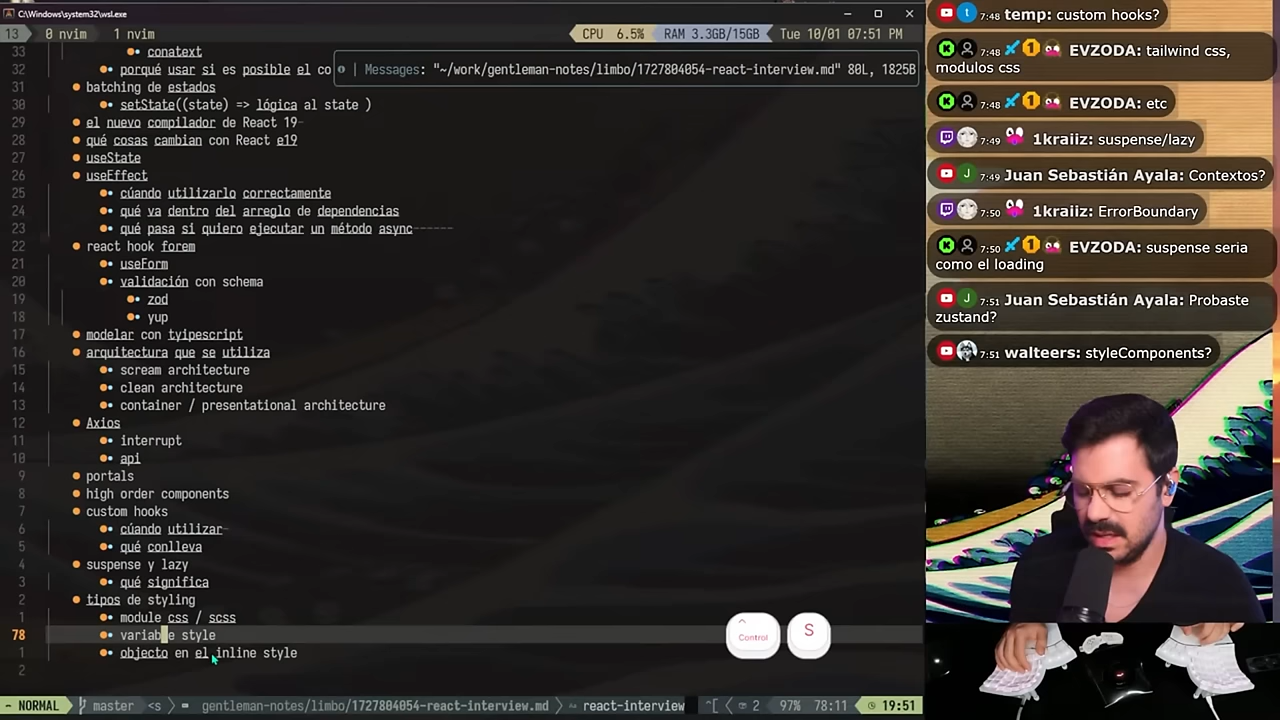 C:\Windows\system32\wsl.exe
13 0 nvim 1 nvim CPU 6.5% RAM 3.3GB/15GB Tue 10/01 07:51 PM
33 conatext
32 porqué usar si es posible el co
Messages: "~/work/gentleman-notes/limbo/1727804054-react-interview.md" 80L, 1825B
31 batching de estados
30 setState((state) => lógica al state )
29 el nuevo compilador de React 19-
28 qué cosas cambian con React e19
27 useState
26 useEffect
25 cúando utilizarlo correctamente
24 qué va dentro del arreglo de dependencias
23 qué pasa si quiero ejecutar un método async------
22 react hook forem
21 useForm
20 validación con schema
19 zod
18 yup
17 modelar con tyipescript
16 arquitectura que se utiliza
15 scream architecture
14 clean architecture
13 container / presentational architecture
12 Axios
11 interrupt
10 api
9 portals
8 high order components
7 custom hooks
6 cúando utilizar-
5 qué conlleva
4 suspense y lazy
3 qué significa
2 tipos de styling
1 module css / scss
78 variable style
1 objecto en el inline style
2
NORMAL master <s> gentleman-notes/limbo/1727804054-react-interview.md react-interview ^[ 2 97% 78:11 19:51
Control
S
7:48 temp: custom hooks?
7:48 EVZODA: tailwind css,
modulos css
7:48 EVZODA: etc
7:49 1kraiiz: suspense/lazy
7:49 Juan Sebastián Ayala: Contextos?
7:50 1kraiiz: ErrorBoundary
7:50 EVZODA: suspense seria
como el loading
7:51 Juan Sebastián Ayala: Probaste
zustand?
7:51 walteers: styleComponents?